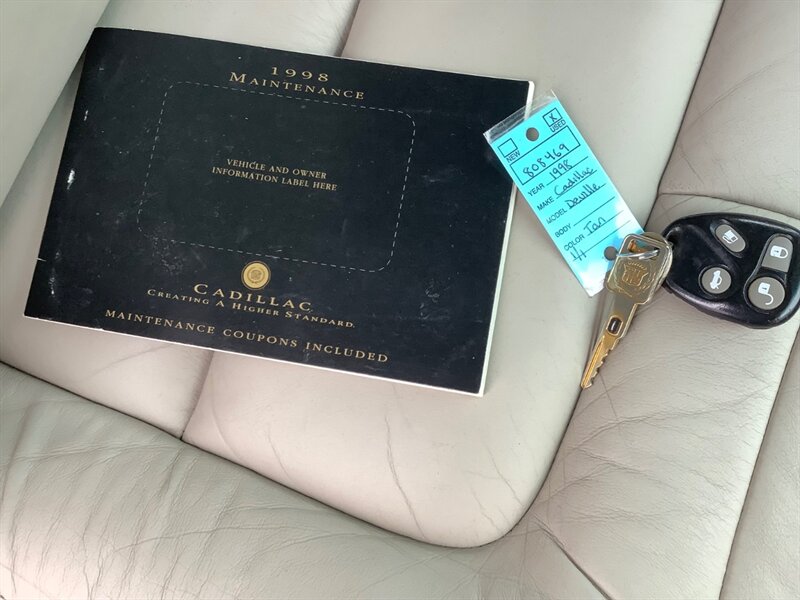 1998
MAINTENANCE
VEHICLE AND OWNER
INFORMATION LABEL HERE
CADILLAC
CREATING A HIGHER STANDARD.
MAINTENANCE COUPONS INCLUDED
NEW X USED
808469
YEAR 1998
MAKE Cadillac
MODEL Deville
BODY
COLOR Tan